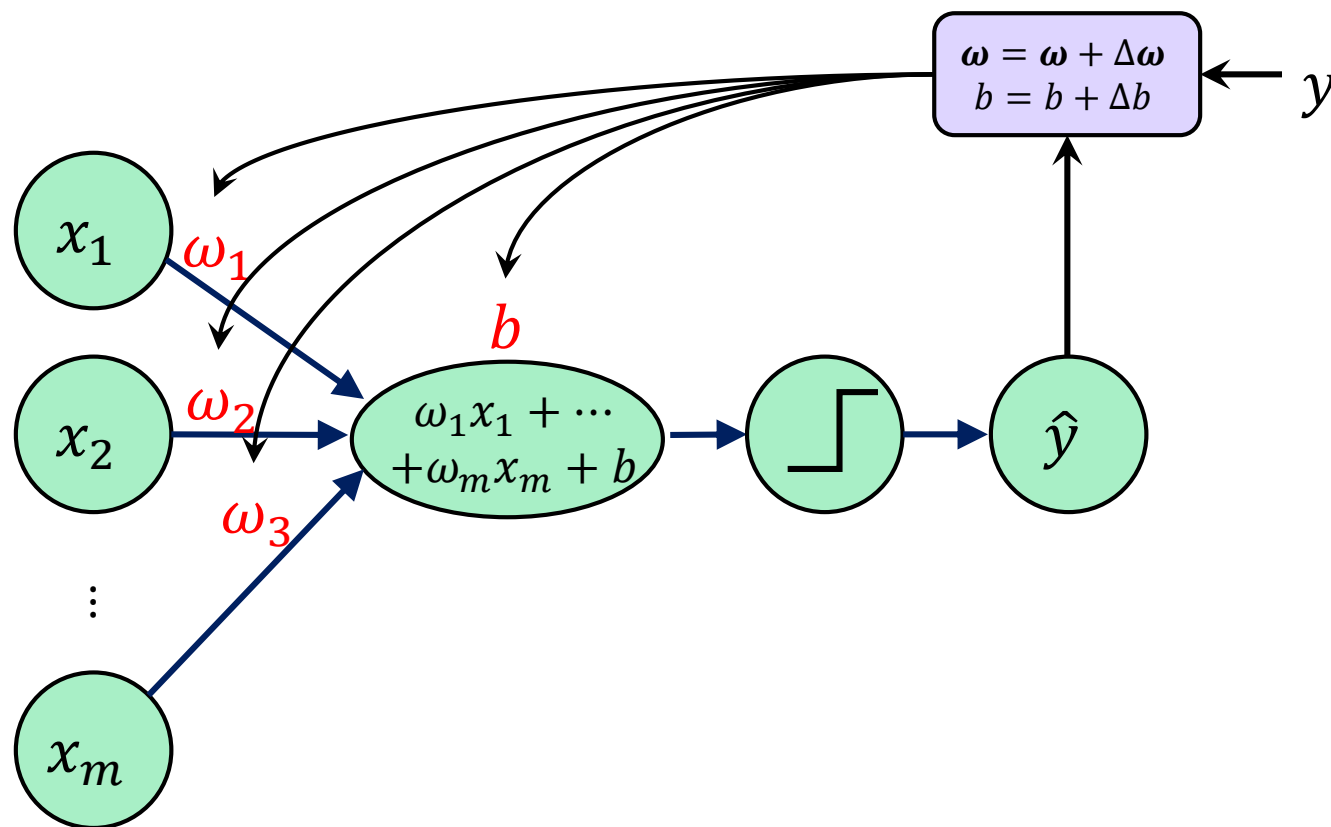 𝝎 = 𝝎 + Δ𝝎
b = b + Δb
y
x₁
ω₁
b
x₂
ω₂
ω₁x₁ + ⋯
+ωₘxₘ + b
ŷ
ω₃
⋮
xₘ